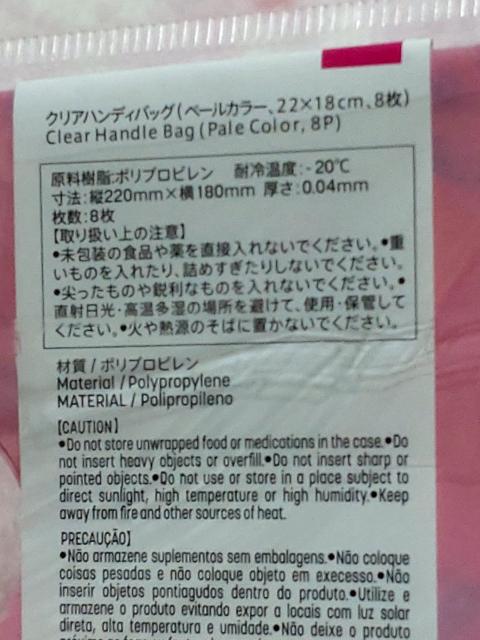 クリアハンディバッグ(ペールカラー、22×18cm、8枚)
Clear Handle Bag (Pale Color, 8P)
原料樹脂:ポリプロピレン 耐冷温度:-20℃
寸法:縦220mm×横180mm 厚さ:0.04mm
枚数:8枚
【取り扱い上の注意】
●未包装の食品や薬を直接入れないでください。●重
いものを入れたり、詰めすぎたりしないでください。
●尖ったものや鋭利なものを入れないでください。●
直射日光・高温多湿の場所を避けて、使用・保管して
ください。●火や熱源のそばに置かないでください。
材質 / ポリプロピレン
Material / Polypropylene
MATERIAL / Polipropileno
【CAUTION】
●Do not store unwrapped food or medications in the case.●Do
not insert heavy objects or overfill.●Do not insert sharp or
pointed objects.●Do not use or store in a place subject to
direct sunlight, high temperature or high humidity.●Keep
away from fire and other sources of heat.
PRECAUÇÃO】
●Não armazene suplementos sem embalagens.●Não coloque
coisas pesadas e não coloque objeto em execesso.●Não
inserir objetos pontiagudos dentro do produto.●Utilize e
armazene o produto evitando expor a locais com luz solar
direta, alta temperatura e umidade.●Não deixe o produto